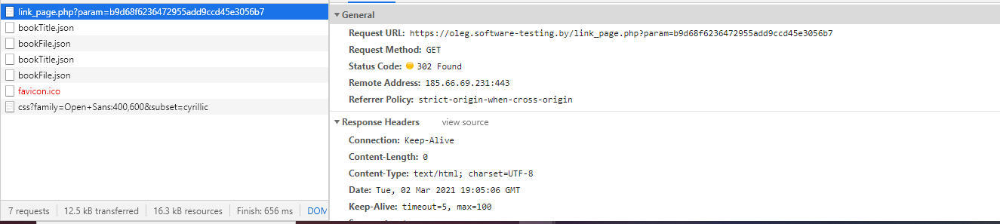 link_page.php?param=b9d68f6236472955add9ccd45e3056b7
bookTitle.json
bookFile.json
bookTitle.json
bookFile.json
favicon.ico
css?family=Open+Sans:400,600&subset=cyrillic
7 requests 12.5 kB transferred 16.3 kB resources Finish: 656 ms DOM
General
Request URL: https://oleg.software-testing.by/link_page.php?param=b9d68f6236472955add9ccd45e3056b7
Request Method: GET
Status Code: 302 Found
Remote Address: 185.66.69.231:443
Referrer Policy: strict-origin-when-cross-origin
Response Headers view source
Connection: Keep-Alive
Content-Length: 0
Content-Type: text/html; charset=UTF-8
Date: Tue, 02 Mar 2021 19:05:06 GMT
Keep-Alive: timeout=5, max=100